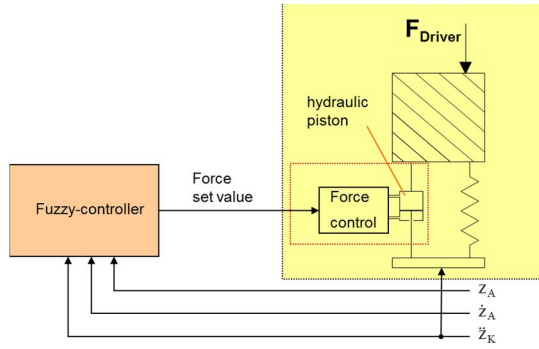 F_Driver
hydraulic
piston
Force
set value
Fuzzy-controller
Force
control
z_A
ż_A
z̈_K